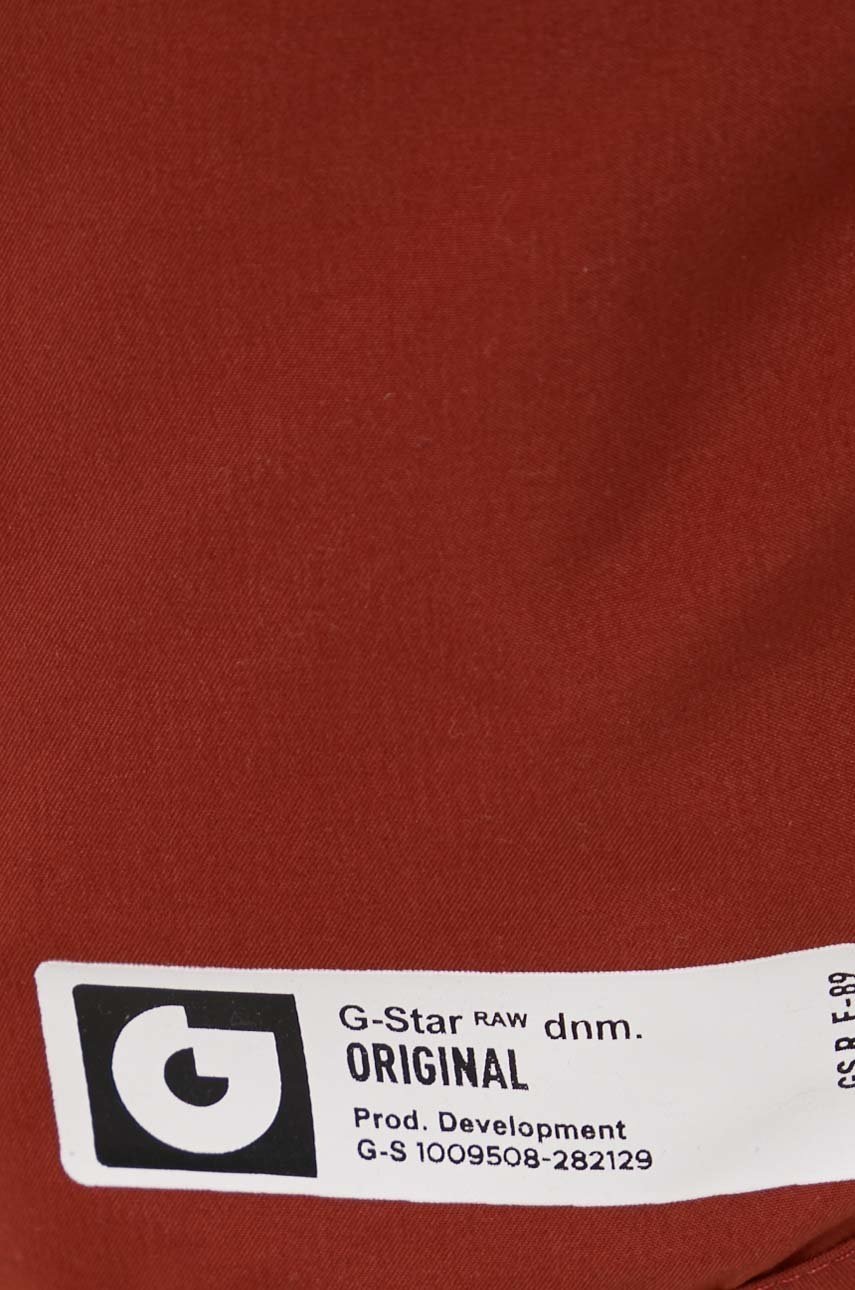 G-Star RAW dnm.
ORIGINAL
Prod. Development
G-S 1009508-282129
GS R F-89